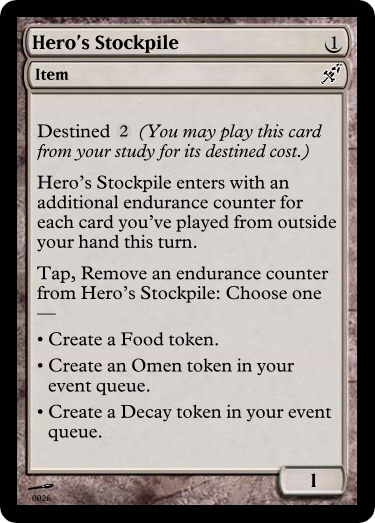 Hero's Stockpile 1
Item
Destined 2 (You may play this card
from your study for its destined cost.)
Hero's Stockpile enters with an
additional endurance counter for
each card you've played from outside
your hand this turn.
Tap, Remove an endurance counter
from Hero's Stockpile: Choose one
—
• Create a Food token.
• Create an Omen token in your
event queue.
• Create a Decay token in your event
queue.
1
0026